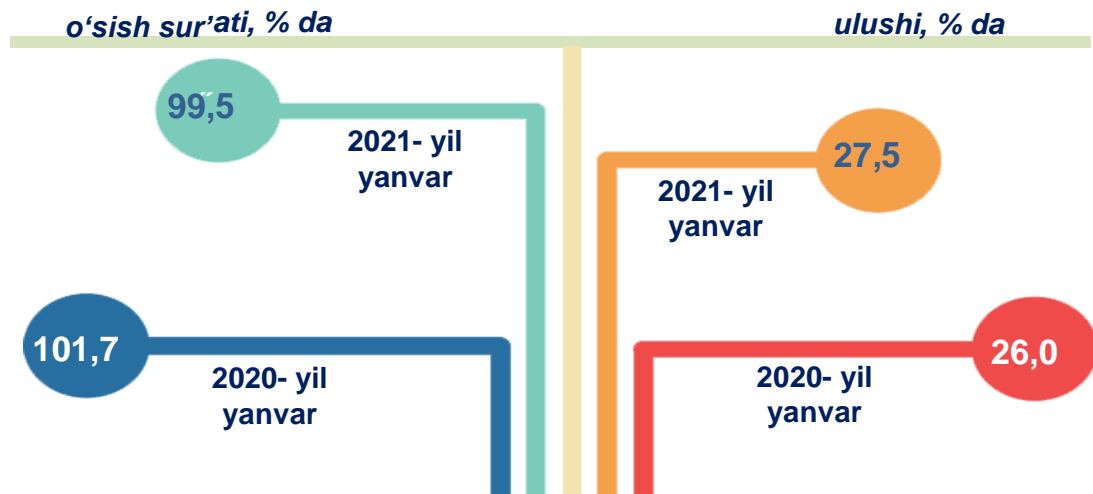 o‘sish sur’ati, % da
ulushi, % da
99,5
2021- yil
yanvar
27,5
2021- yil
yanvar
101,7
2020- yil
yanvar
26,0
2020- yil
yanvar